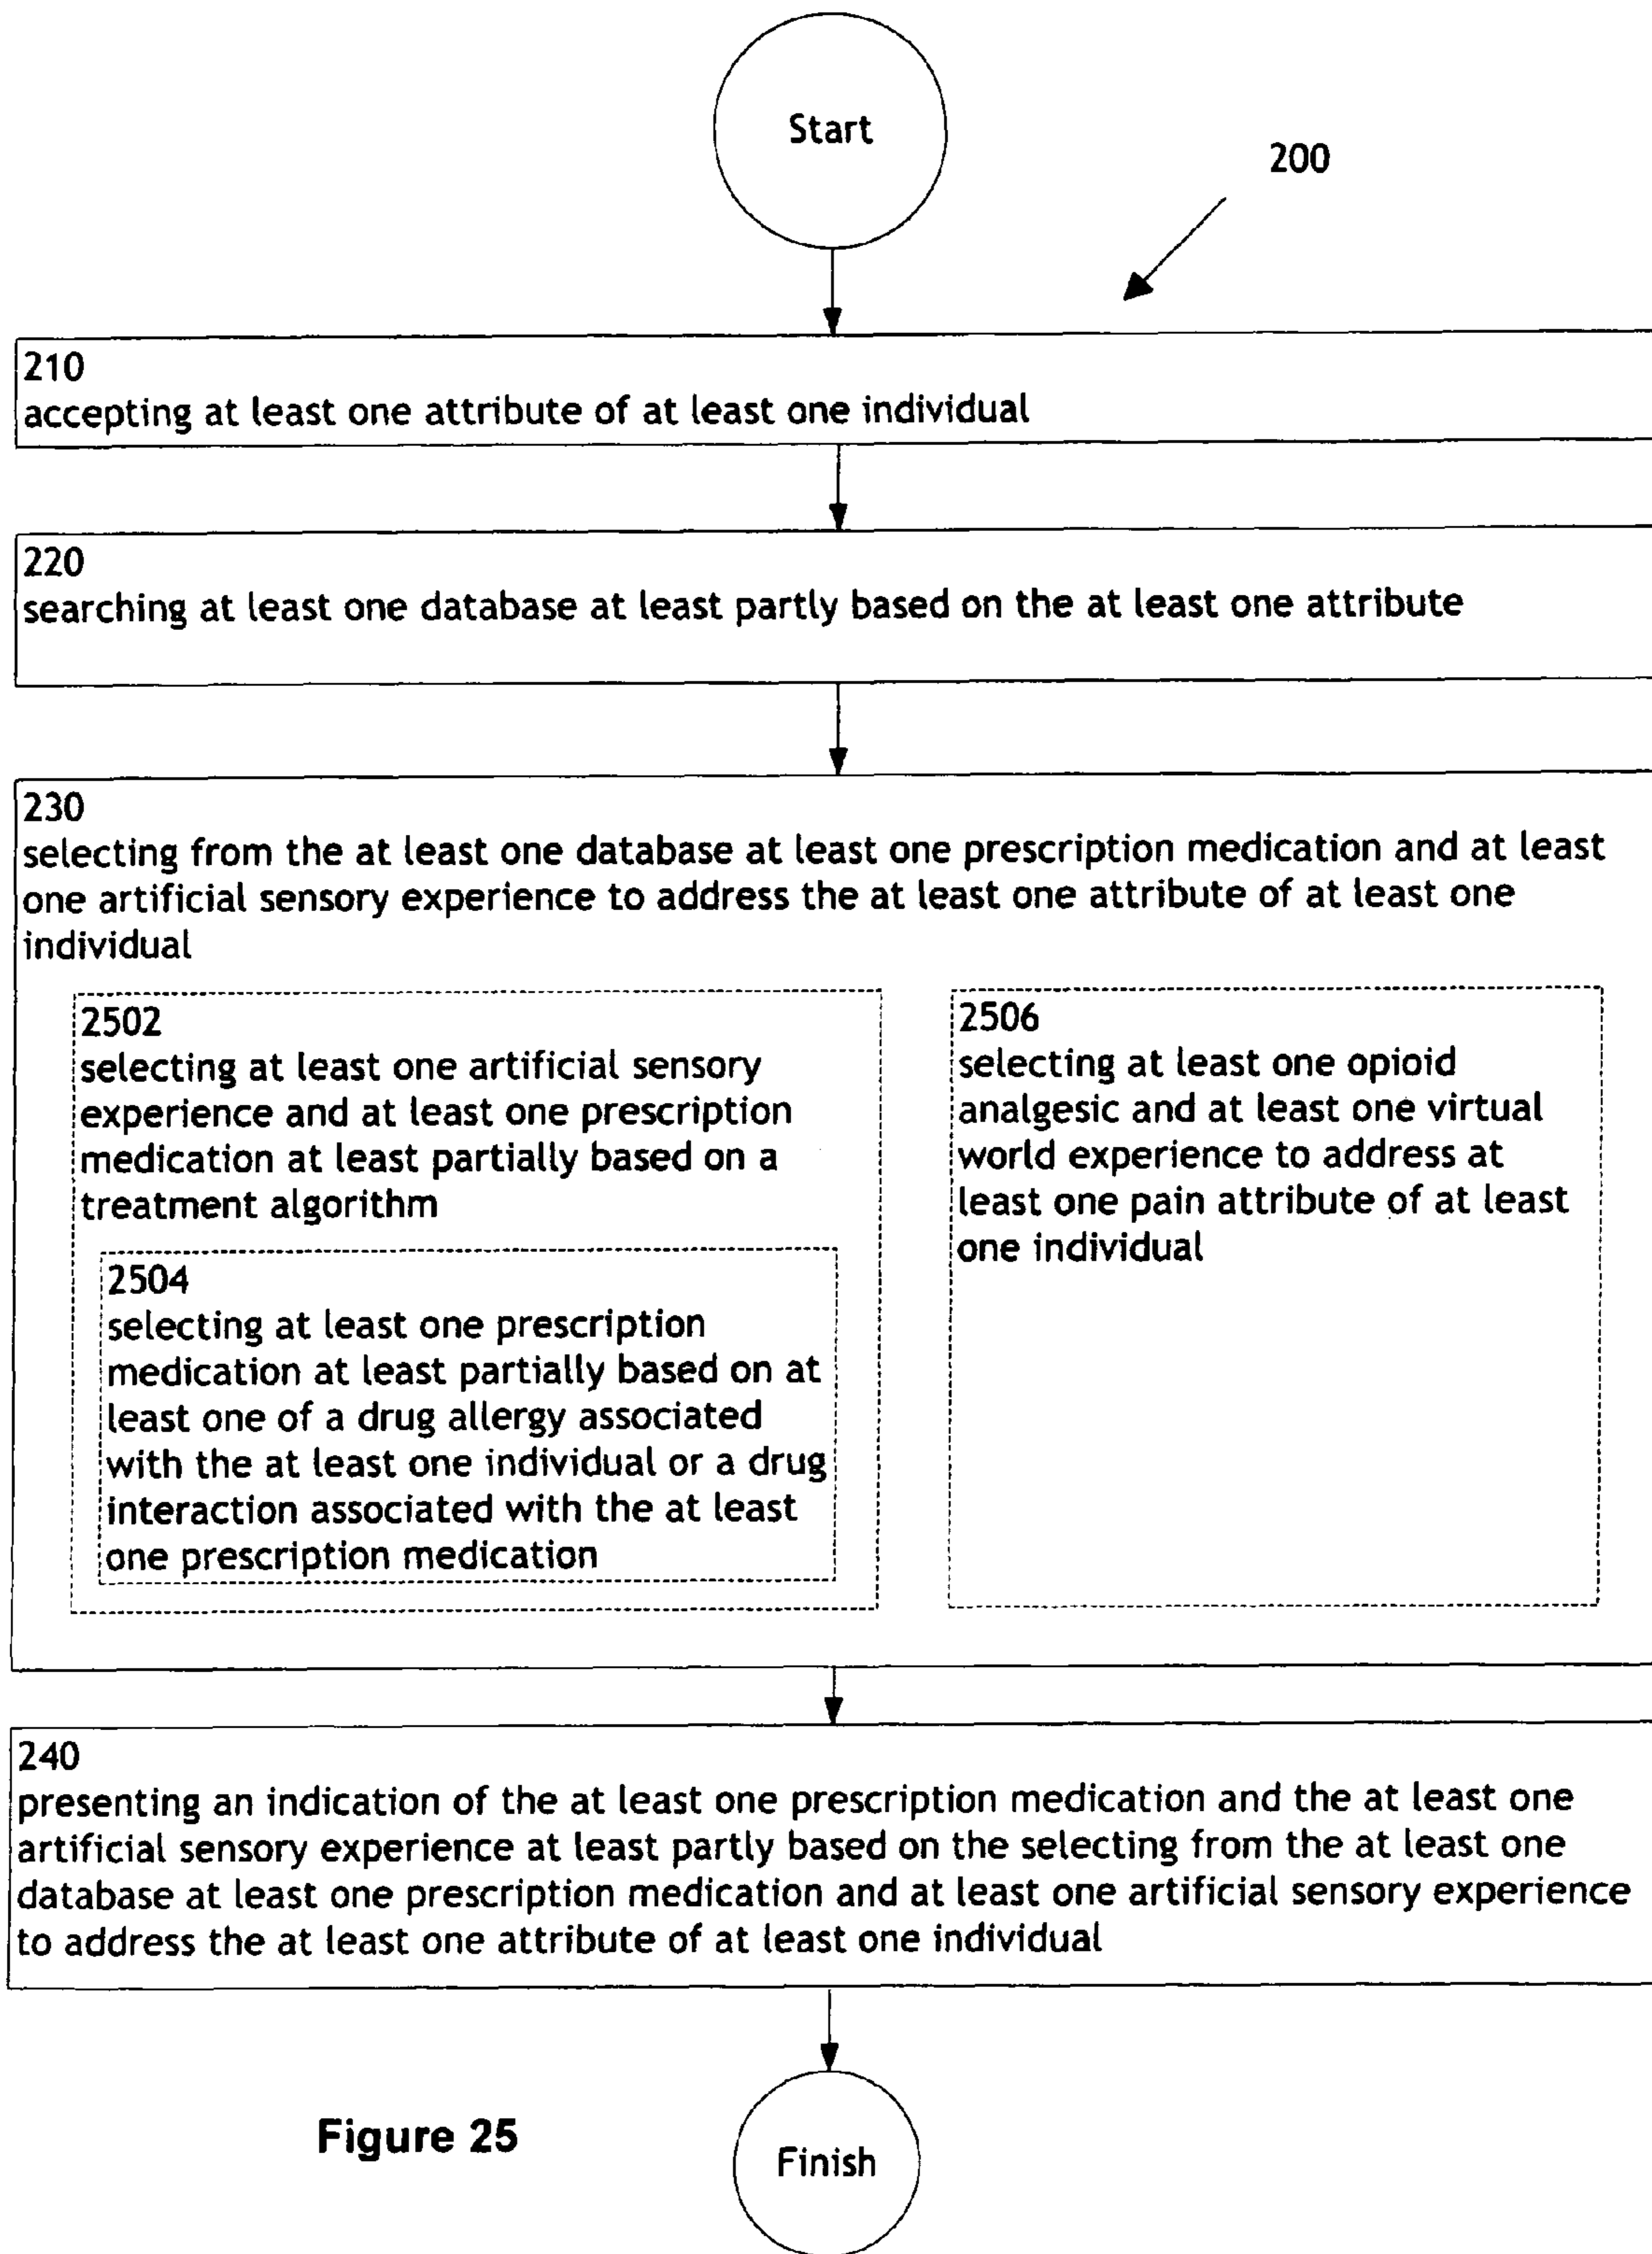 Start
200
210
accepting at least one attribute of at least one individual
220
searching at least one database at least partly based on the at least one attribute
230
selecting from the at least one database at least one prescription medication and at least
one artificial sensory experience to address the at least one attribute of at least one
individual
2502
selecting at least one artificial sensory
experience and at least one prescription
medication at least partially based on a
treatment algorithm
2504
selecting at least one prescription
medication at least partially based on at
least one of a drug allergy associated
with the at least one individual or a drug
interaction associated with the at least
one prescription medication
2506
selecting at least one opioid
analgesic and at least one virtual
world experience to address at
least one pain attribute of at least
one individual
240
presenting an indication of the at least one prescription medication and the at least one
artificial sensory experience at least partly based on the selecting from the at least one
database at least one prescription medication and at least one artificial sensory experience
to address the at least one attribute of at least one individual
Figure 25
Finish